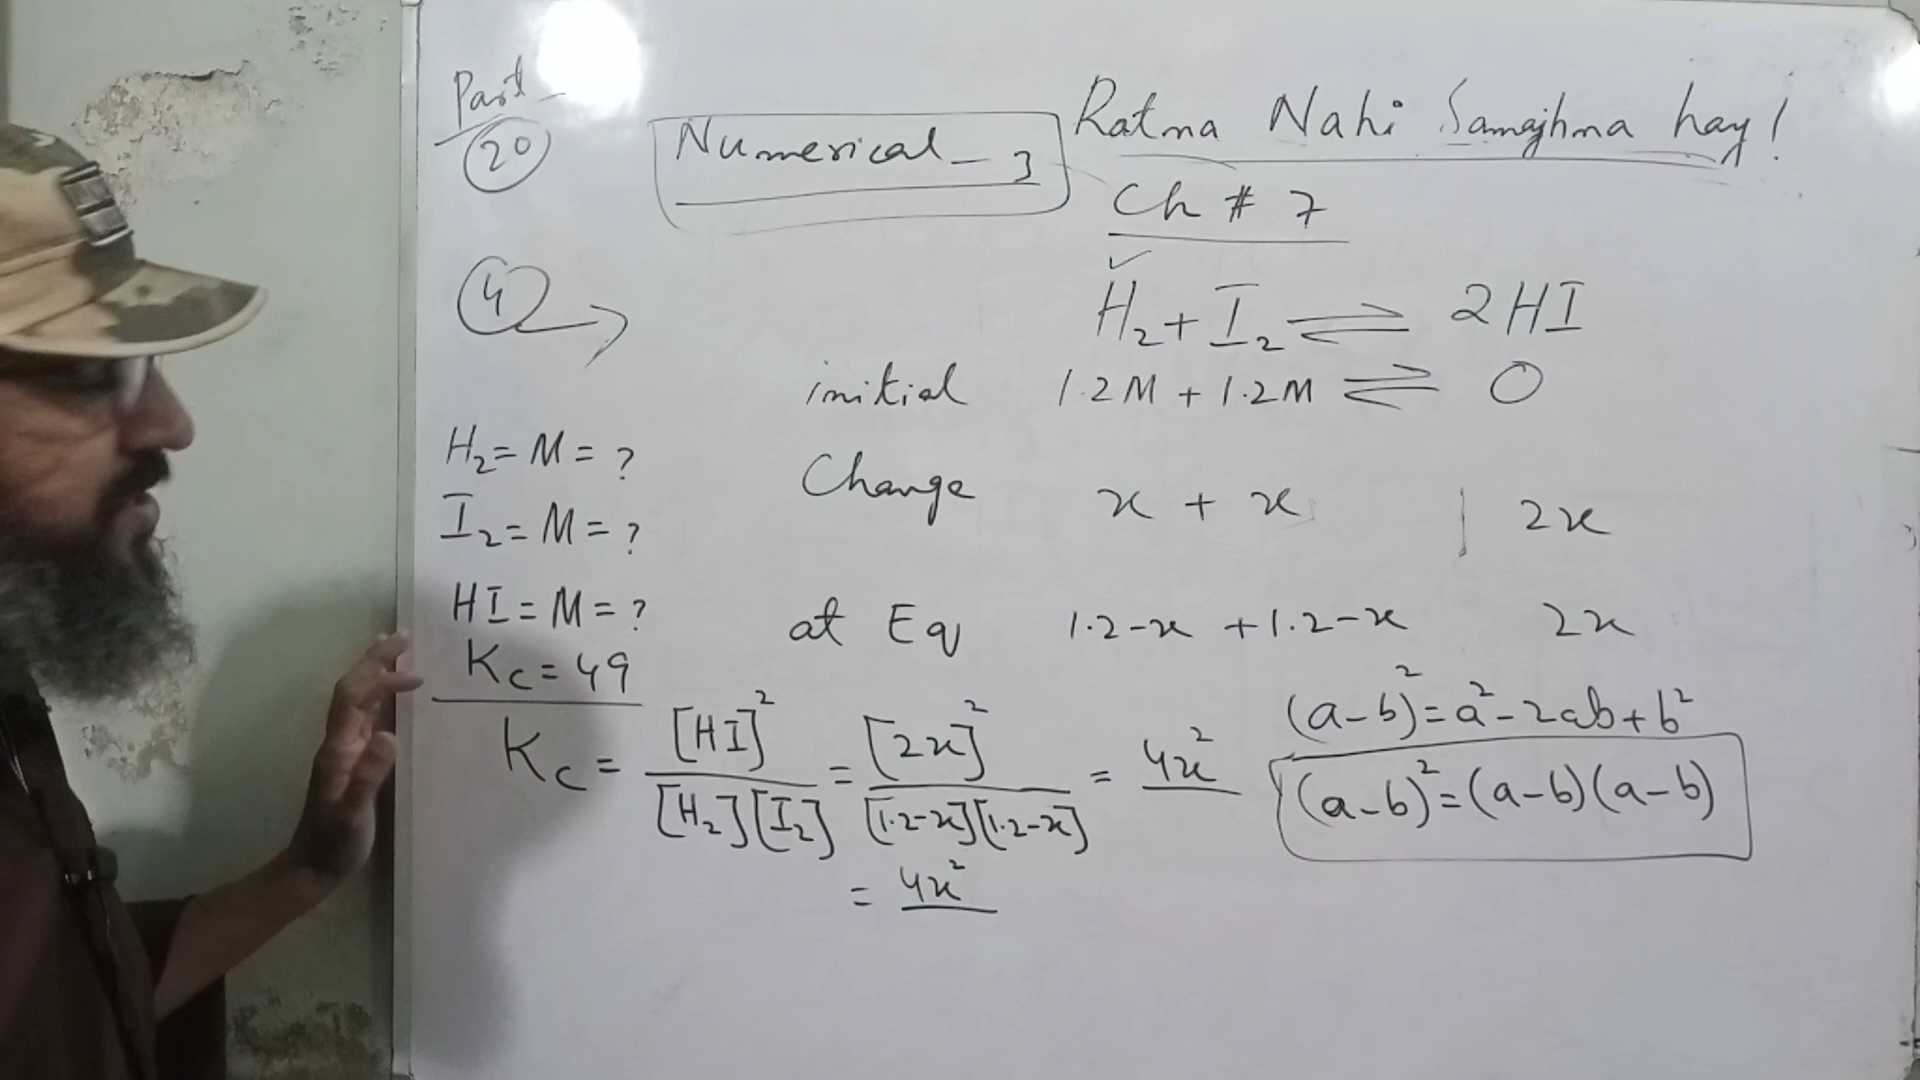 Part-
20
Numerical-3
Ratna Nahi Samajhna hay!
Ch # 7
4
H₂ + I₂ ⇌ 2HI
initial 1.2M + 1.2M ⇌ 0
H₂ = M = ?
Change x + x | 2x
I₂ = M = ?
HI = M = ?
at Eq 1.2-x + 1.2-x 2x
Kc = 49
(a-b)² = a² - 2ab + b²
Kc = [HI]² / [H₂][I₂] = [2x]² / [1.2-x][1.2-x] = 4x²
(a-b)² = (a-b)(a-b)
= 4x²